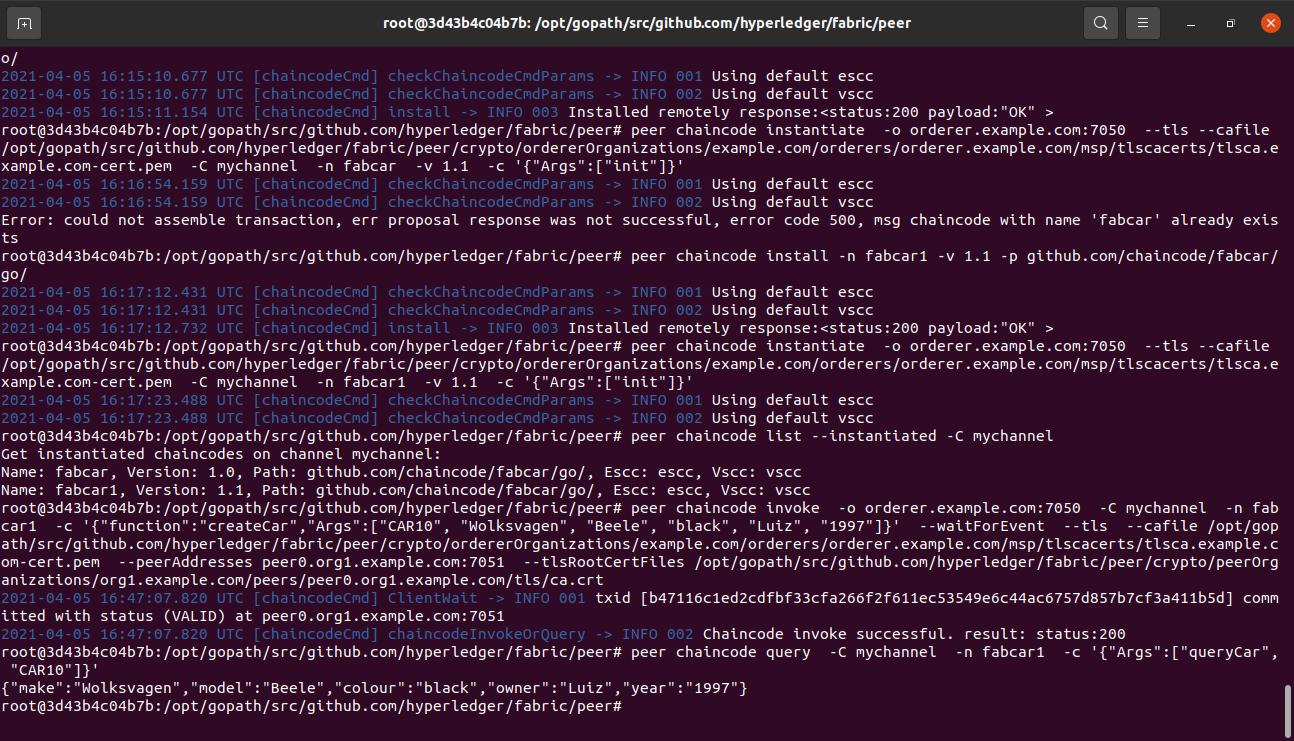 root@3d43b4c04b7b: /opt/gopath/src/github.com/hyperledger/fabric/peer
o/
2021-04-05 16:15:10.677 UTC [chaincodeCmd] checkChaincodeCmdParams -> INFO 001 Using default escc
2021-04-05 16:15:10.677 UTC [chaincodeCmd] checkChaincodeCmdParams -> INFO 002 Using default vscc
2021-04-05 16:15:11.154 UTC [chaincodeCmd] install -> INFO 003 Installed remotely response:<status:200 payload:"OK" >
root@3d43b4c04b7b:/opt/gopath/src/github.com/hyperledger/fabric/peer# peer chaincode instantiate  -o orderer.example.com:7050  --tls --cafile
/opt/gopath/src/github.com/hyperledger/fabric/peer/crypto/ordererOrganizations/example.com/orderers/orderer.example.com/msp/tlscacerts/tlsca.e
xample.com-cert.pem  -C mychannel  -n fabcar  -v 1.1  -c '{"Args":["init"]}'
2021-04-05 16:16:54.159 UTC [chaincodeCmd] checkChaincodeCmdParams -> INFO 001 Using default escc
2021-04-05 16:16:54.159 UTC [chaincodeCmd] checkChaincodeCmdParams -> INFO 002 Using default vscc
Error: could not assemble transaction, err proposal response was not successful, error code 500, msg chaincode with name 'fabcar' already exis
ts
root@3d43b4c04b7b:/opt/gopath/src/github.com/hyperledger/fabric/peer# peer chaincode install -n fabcar1 -v 1.1 -p github.com/chaincode/fabcar/
go/
2021-04-05 16:17:12.431 UTC [chaincodeCmd] checkChaincodeCmdParams -> INFO 001 Using default escc
2021-04-05 16:17:12.431 UTC [chaincodeCmd] checkChaincodeCmdParams -> INFO 002 Using default vscc
2021-04-05 16:17:12.732 UTC [chaincodeCmd] install -> INFO 003 Installed remotely response:<status:200 payload:"OK" >
root@3d43b4c04b7b:/opt/gopath/src/github.com/hyperledger/fabric/peer# peer chaincode instantiate  -o orderer.example.com:7050  --tls --cafile
/opt/gopath/src/github.com/hyperledger/fabric/peer/crypto/ordererOrganizations/example.com/orderers/orderer.example.com/msp/tlscacerts/tlsca.e
xample.com-cert.pem  -C mychannel  -n fabcar1  -v 1.1  -c '{"Args":["init"]}'
2021-04-05 16:17:23.488 UTC [chaincodeCmd] checkChaincodeCmdParams -> INFO 001 Using default escc
2021-04-05 16:17:23.488 UTC [chaincodeCmd] checkChaincodeCmdParams -> INFO 002 Using default vscc
root@3d43b4c04b7b:/opt/gopath/src/github.com/hyperledger/fabric/peer# peer chaincode list --instantiated -C mychannel
Get instantiated chaincodes on channel mychannel:
Name: fabcar, Version: 1.0, Path: github.com/chaincode/fabcar/go/, Escc: escc, Vscc: vscc
Name: fabcar1, Version: 1.1, Path: github.com/chaincode/fabcar/go/, Escc: escc, Vscc: vscc
root@3d43b4c04b7b:/opt/gopath/src/github.com/hyperledger/fabric/peer# peer chaincode invoke  -o orderer.example.com:7050  -C mychannel  -n fab
car1  -c '{"function":"createCar","Args":["CAR10", "Wolksvagen", "Beele", "black", "Luiz", "1997"]}'  --waitForEvent  --tls  --cafile /opt/gop
ath/src/github.com/hyperledger/fabric/peer/crypto/ordererOrganizations/example.com/orderers/orderer.example.com/msp/tlscacerts/tlsca.example.c
om-cert.pem  --peerAddresses peer0.org1.example.com:7051  --tlsRootCertFiles /opt/gopath/src/github.com/hyperledger/fabric/peer/crypto/peerOrg
anizations/org1.example.com/peers/peer0.org1.example.com/tls/ca.crt
2021-04-05 16:47:07.820 UTC [chaincodeCmd] ClientWait -> INFO 001 txid [b47116c1ed2cdfbf33cfa266f2f611ec53549e6c44ac6757d857b7cf3a411b5d] comm
itted with status (VALID) at peer0.org1.example.com:7051
2021-04-05 16:47:07.820 UTC [chaincodeCmd] chaincodeInvokeOrQuery -> INFO 002 Chaincode invoke successful. result: status:200
root@3d43b4c04b7b:/opt/gopath/src/github.com/hyperledger/fabric/peer# peer chaincode query  -C mychannel  -n fabcar1  -c '{"Args":["queryCar",
 "CAR10"]}'
{"make":"Wolksvagen","model":"Beele","colour":"black","owner":"Luiz","year":"1997"}
root@3d43b4c04b7b:/opt/gopath/src/github.com/hyperledger/fabric/peer#